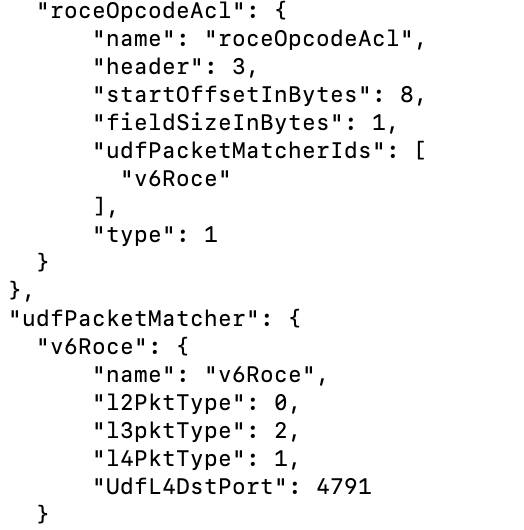 "roceOpcodeAcl": {
"name": "roceOpcodeAcl",
"header": 3,
"startOffsetInBytes": 8,
"fieldSizeInBytes": 1,
"udfPacketMatcherIds": [
"v6Roce"
],
"type": 1
}
},
"udfPacketMatcher": {
"v6Roce": {
"name": "v6Roce",
"l2PktType": 0,
"l3pktType": 2,
"l4PktType": 1,
"UdfL4DstPort": 4791
}